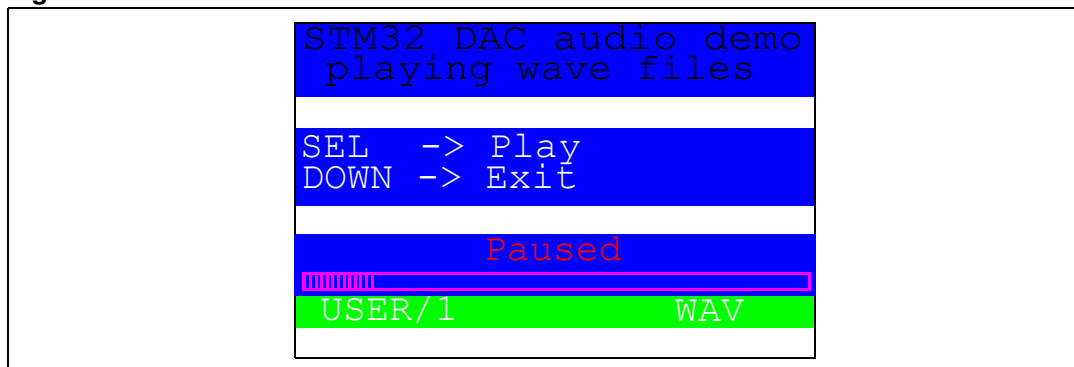 STM32 DAC audio demo
playing wave files
SEL -> Play
DOWN -> Exit
Paused
USER/1 WAV